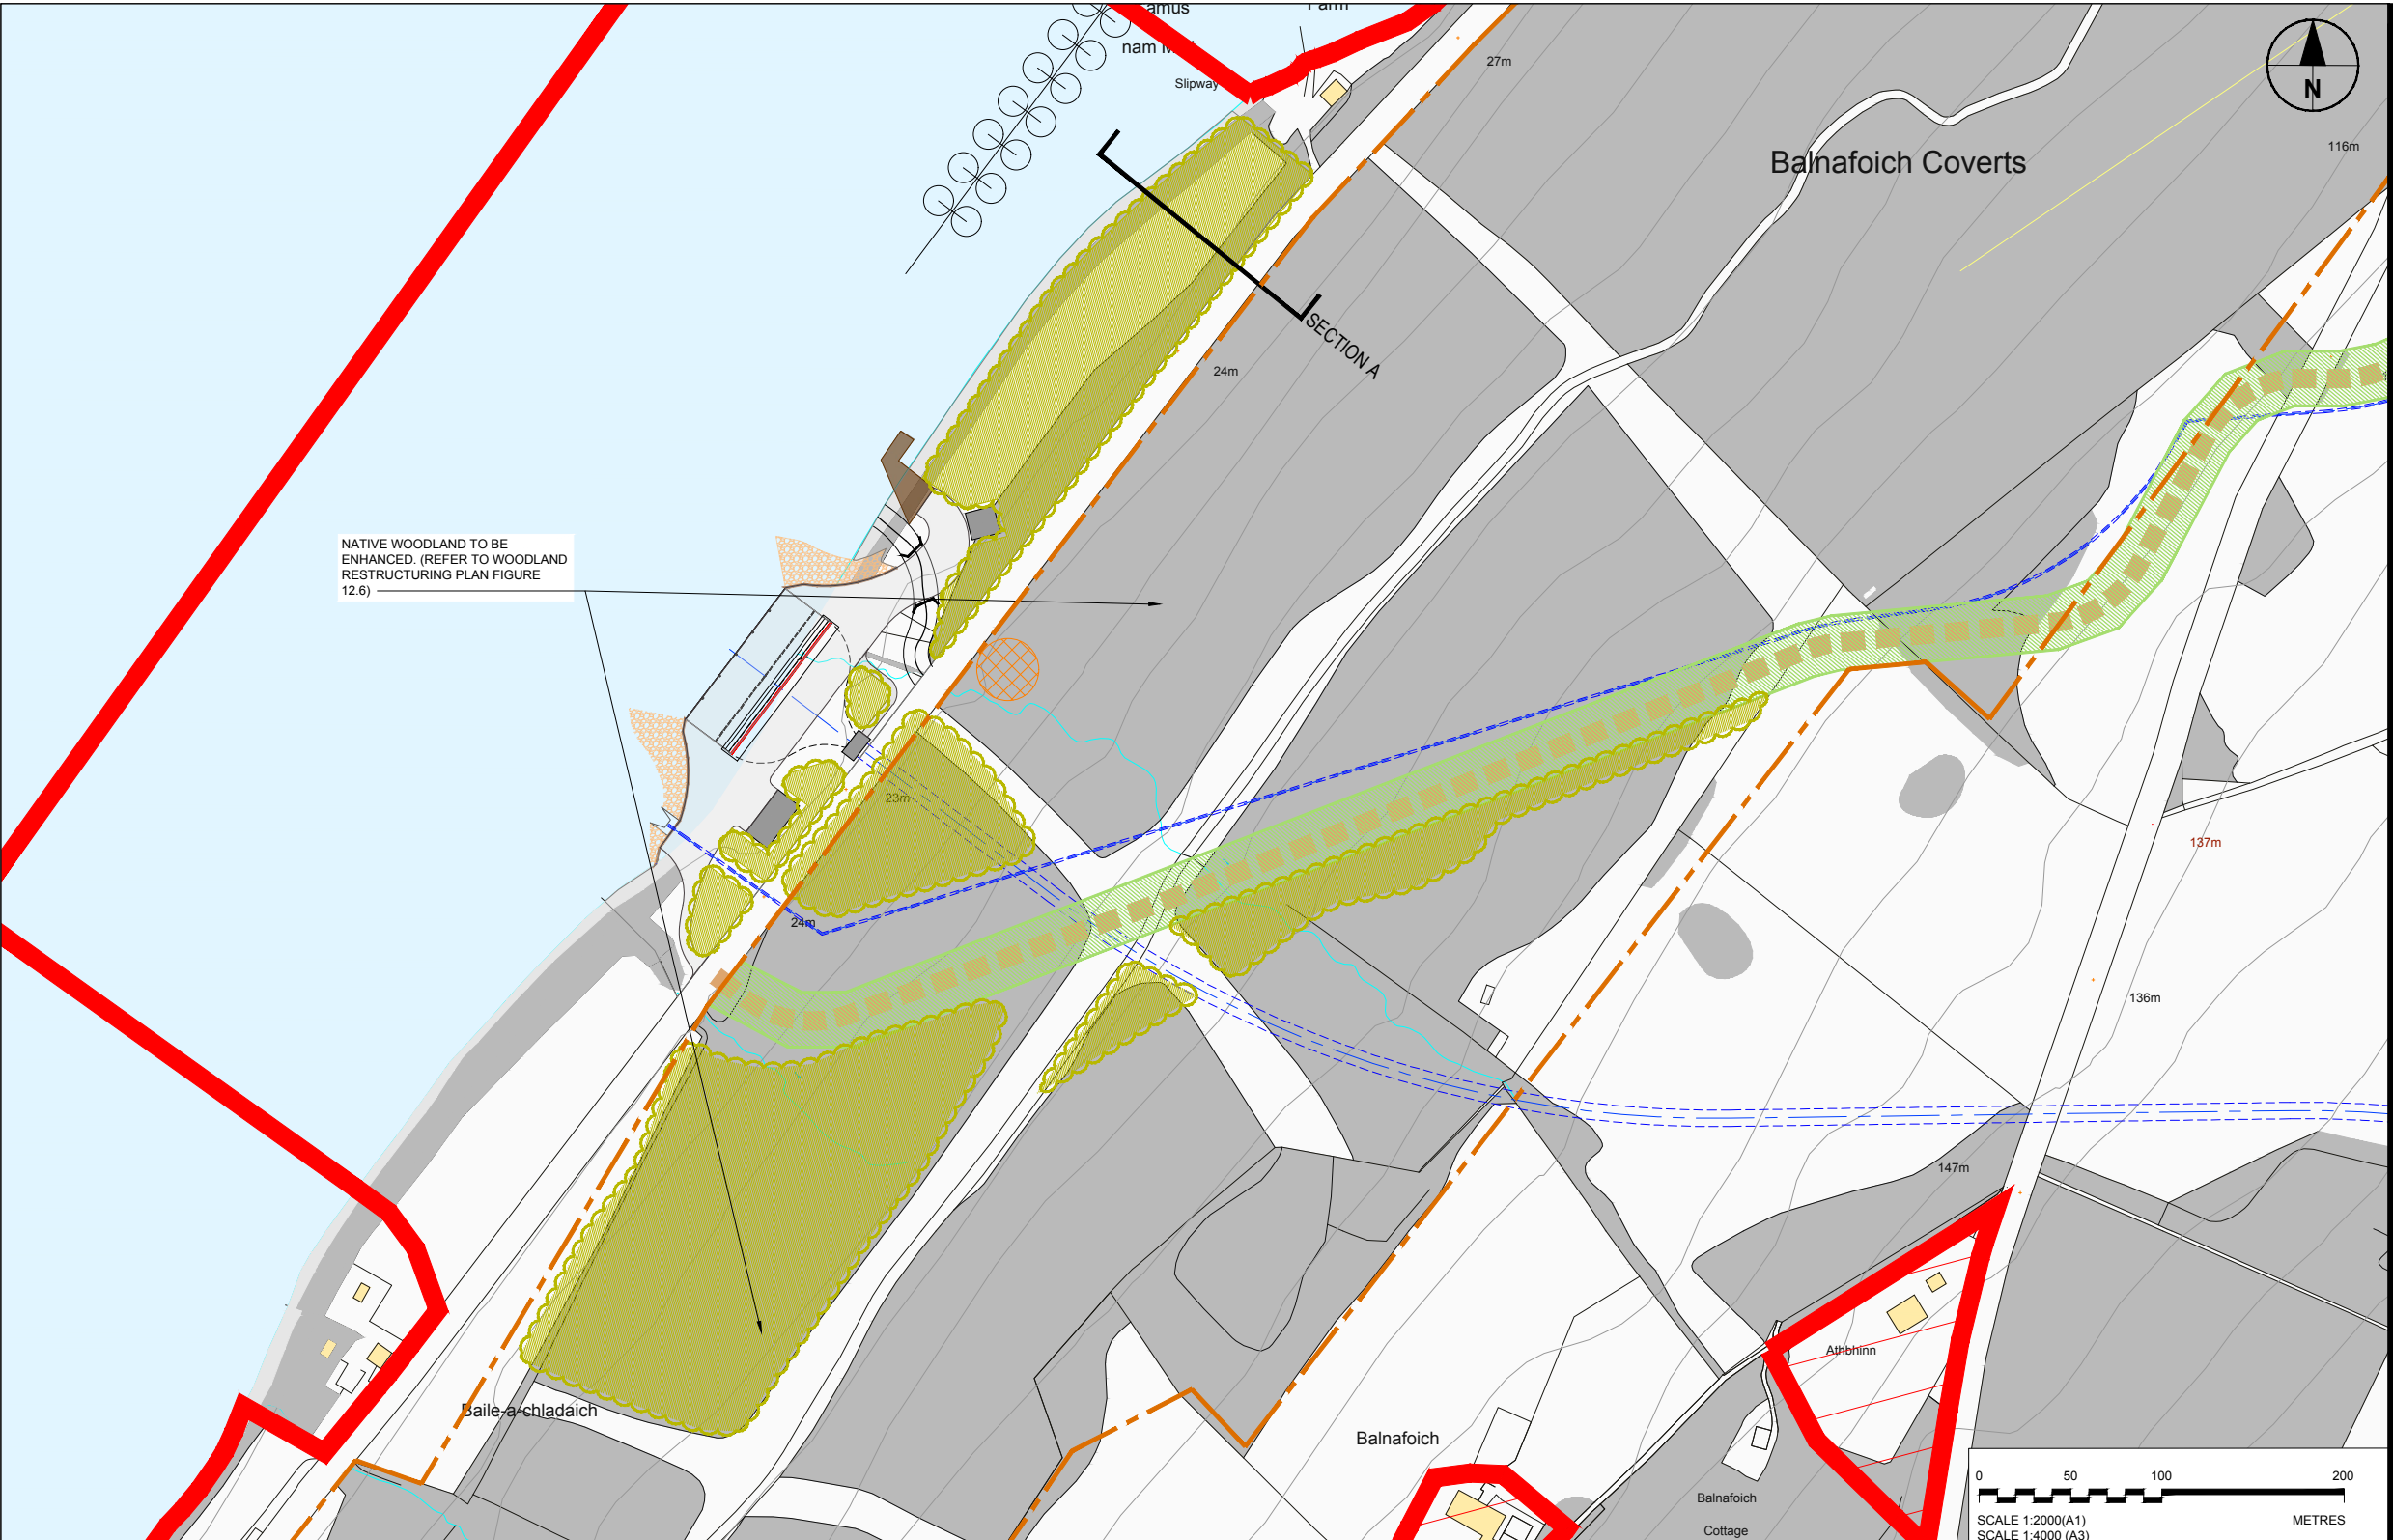 amus
Farm
nam
Slipway
27m
N
116m
Balnafoich Coverts
SECTION A
24m
NATIVE WOODLAND TO BE
ENHANCED. (REFER TO WOODLAND
RESTRUCTURING PLAN FIGURE
12.6)
23m
24m
137m
136m
147m
Athbhinn
Baile-a-chladaich
Balnafoich
Balnafoich
Cottage
0 50 100 200
SCALE 1:2000(A1) METRES
SCALE 1:4000 (A3)